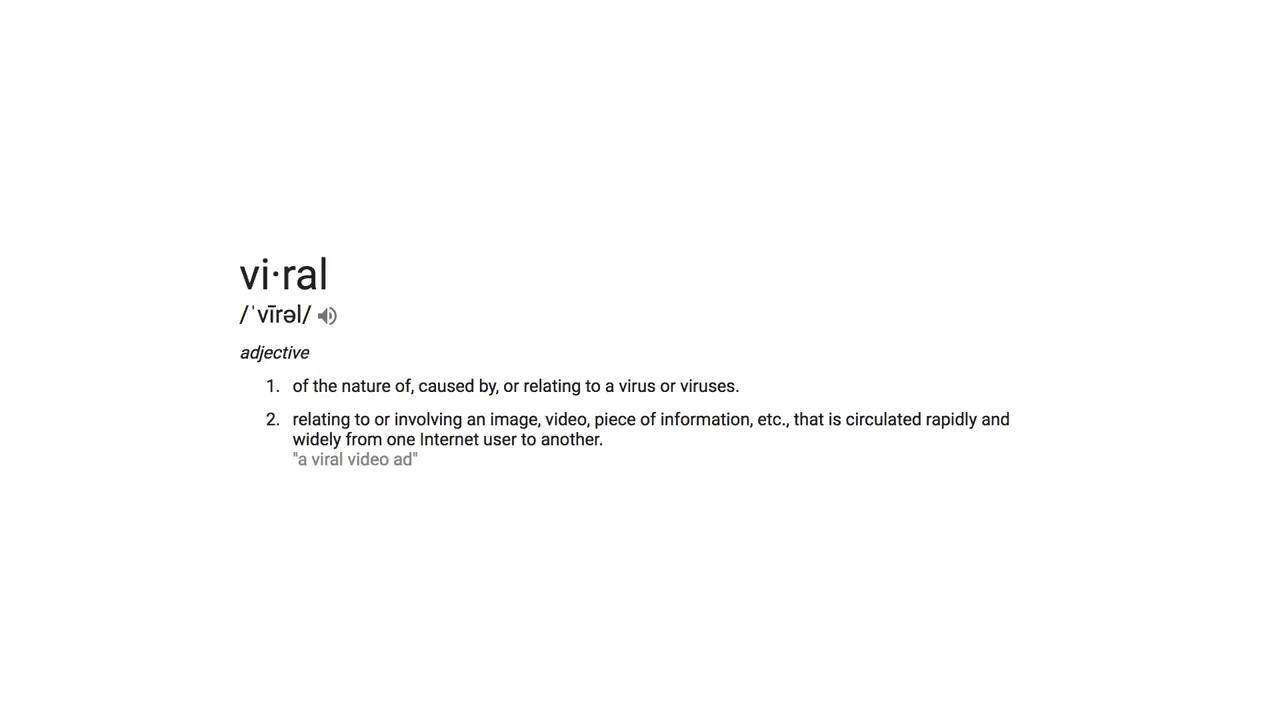 vi·ral
/ˈvīrəl/
adjective
1. of the nature of, caused by, or relating to a virus or viruses.
2. relating to or involving an image, video, piece of information, etc., that is circulated rapidly and
widely from one Internet user to another.
"a viral video ad"